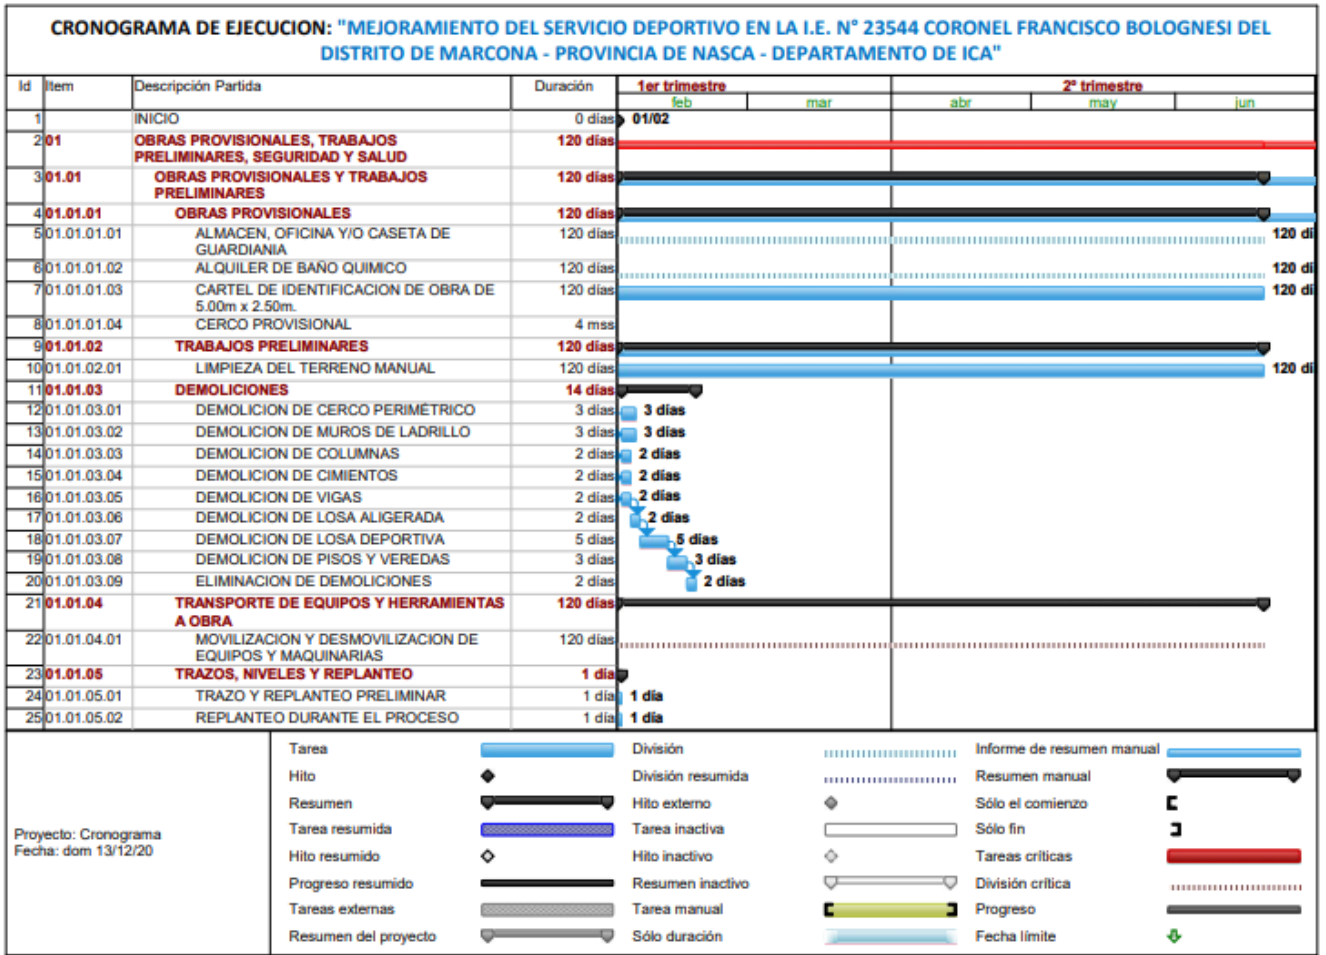 CRONOGRAMA DE EJECUCION: "MEJORAMIENTO DEL SERVICIO DEPORTIVO EN LA I.E. N° 23544 CORONEL FRANCISCO BOLOGNESI DEL
DISTRITO DE MARCONA - PROVINCIA DE NASCA - DEPARTAMENTO DE ICA"
Id Item Descripción Partida Duración 1er trimestre 2º trimestre
feb mar abr may jun
1 INICIO 0 días 01/02
2 01 OBRAS PROVISIONALES, TRABAJOS 120 días
PRELIMINARES, SEGURIDAD Y SALUD
3 01.01 OBRAS PROVISIONALES Y TRABAJOS 120 días
PRELIMINARES
4 01.01.01 OBRAS PROVISIONALES 120 días
5 01.01.01.01 ALMACEN, OFICINA Y/O CASETA DE 120 días 120 dí
GUARDIANIA
6 01.01.01.02 ALQUILER DE BAÑO QUIMICO 120 días 120 dí
7 01.01.01.03 CARTEL DE IDENTIFICACION DE OBRA DE 120 días 120 dí
5.00m x 2.50m.
8 01.01.01.04 CERCO PROVISIONAL 4 mss
9 01.01.02 TRABAJOS PRELIMINARES 120 días
10 01.01.02.01 LIMPIEZA DEL TERRENO MANUAL 120 días 120 dí
11 01.01.03 DEMOLICIONES 14 días
12 01.01.03.01 DEMOLICION DE CERCO PERIMÉTRICO 3 días 3 días
13 01.01.03.02 DEMOLICION DE MUROS DE LADRILLO 3 días 3 días
14 01.01.03.03 DEMOLICION DE COLUMNAS 2 días 2 días
15 01.01.03.04 DEMOLICION DE CIMIENTOS 2 días 2 días
16 01.01.03.05 DEMOLICION DE VIGAS 2 días 2 días
17 01.01.03.06 DEMOLICION DE LOSA ALIGERADA 2 días 2 días
18 01.01.03.07 DEMOLICION DE LOSA DEPORTIVA 5 días 5 días
19 01.01.03.08 DEMOLICION DE PISOS Y VEREDAS 3 días 3 días
20 01.01.03.09 ELIMINACION DE DEMOLICIONES 2 días 2 días
21 01.01.04 TRANSPORTE DE EQUIPOS Y HERRAMIENTAS 120 días
A OBRA
22 01.01.04.01 MOVILIZACION Y DESMOVILIZACION DE 120 días
EQUIPOS Y MAQUINARIAS
23 01.01.05 TRAZOS, NIVELES Y REPLANTEO 1 día
24 01.01.05.01 TRAZO Y REPLANTEO PRELIMINAR 1 día 1 día
25 01.01.05.02 REPLANTEO DURANTE EL PROCESO 1 día 1 día
Proyecto: Cronograma
Fecha: dom 13/12/20
Tarea División Informe de resumen manual
Hito División resumida Resumen manual
Resumen Hito externo Sólo el comienzo
Tarea resumida Tarea inactiva Sólo fin
Hito resumido Hito inactivo Tareas críticas
Progreso resumido Resumen inactivo División crítica
Tareas externas Tarea manual Progreso
Resumen del proyecto Sólo duración Fecha límite